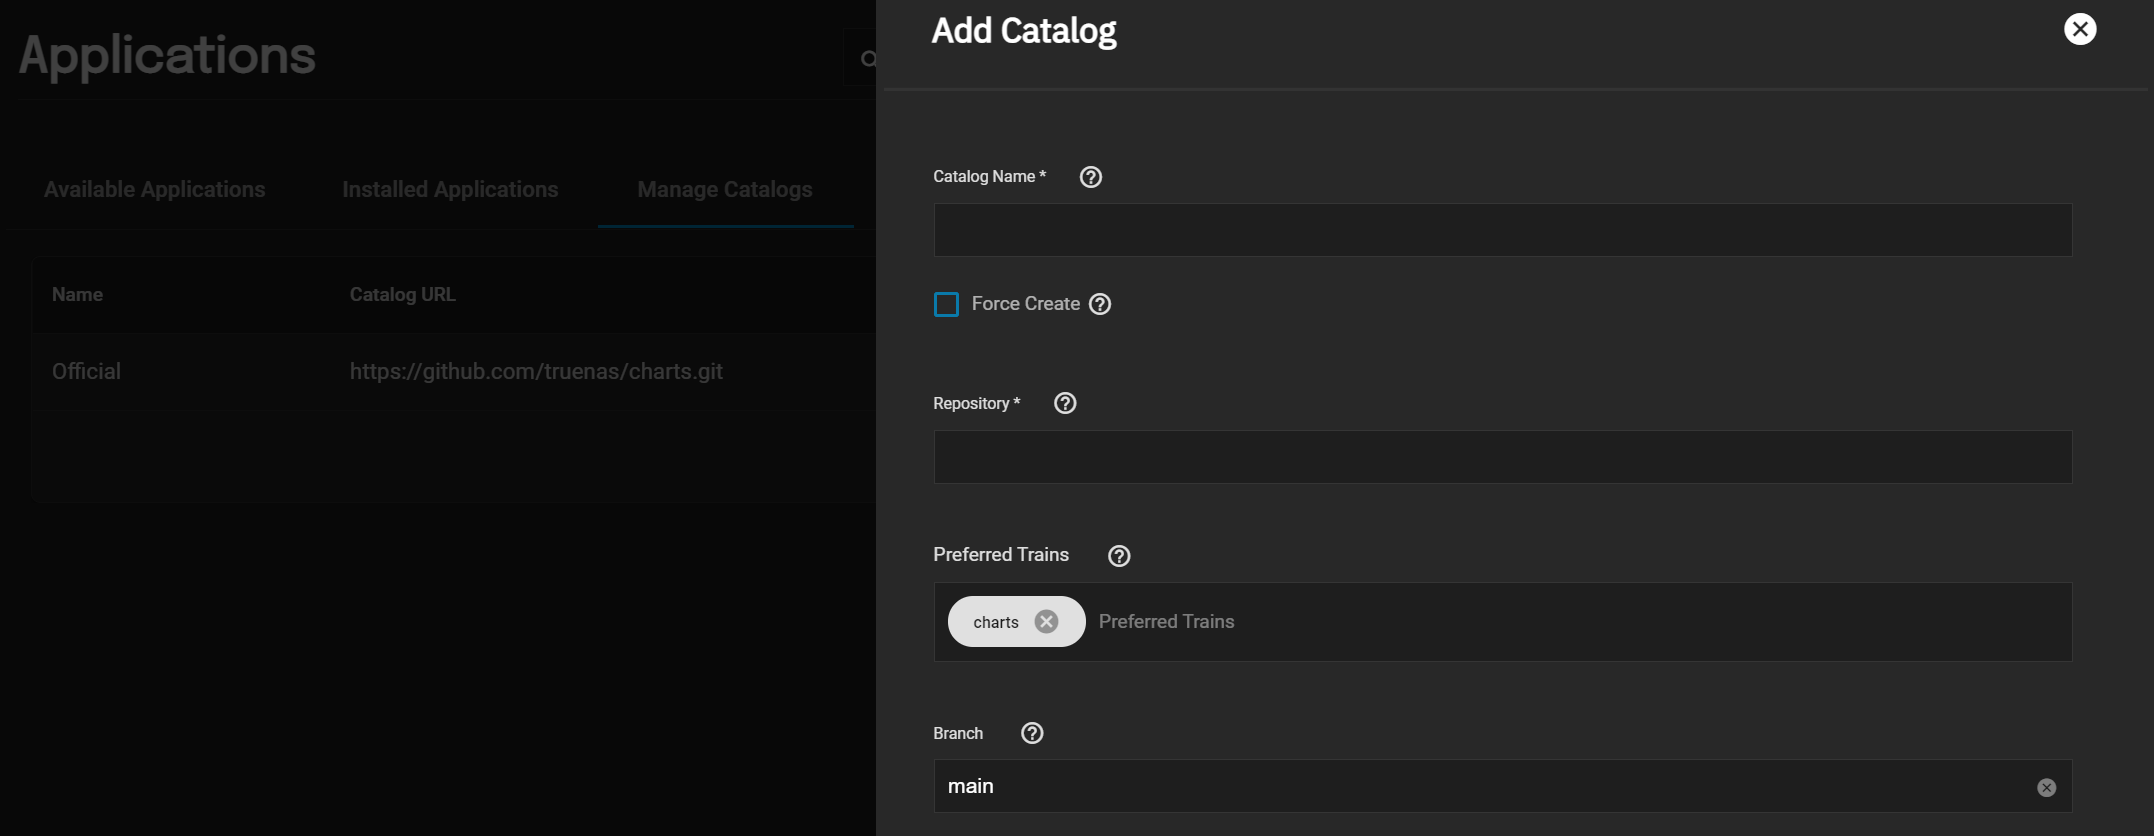 Applications
Available Applications
Installed Applications
Manage Catalogs
Name
Catalog URL
Official
https://github.com/truenas/charts.git
Add Catalog
Catalog Name *
Force Create
Repository *
Preferred Trains
charts
Preferred Trains
Branch
main